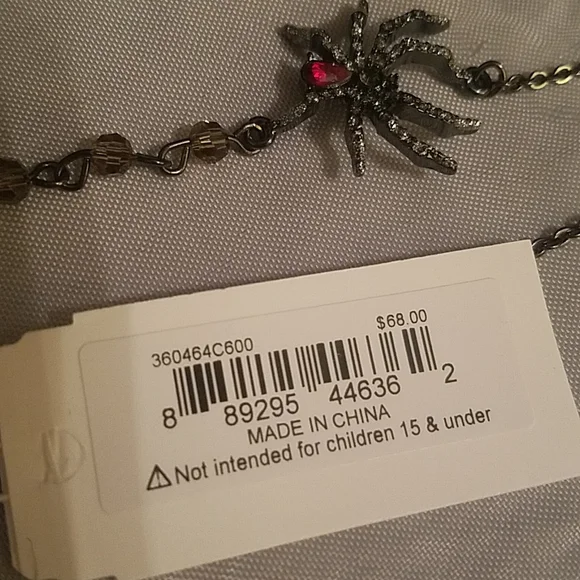 360464C600 $68.00
8 89295 44636 2
MADE IN CHINA
Not intended for children 15 & under